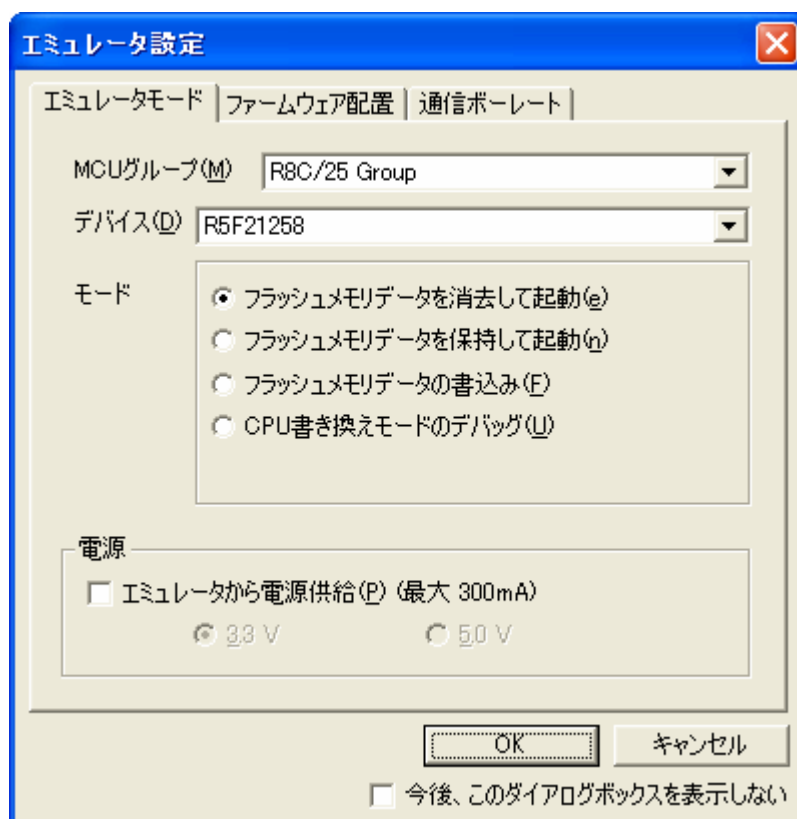 エミュレータ設定
エミュレータモード ファームウェア配置 通信ボーレート
MCUグループ(M) R8C/25 Group
デバイス(D) R5F21258
モード
フラッシュメモリデータを消去して起動(e)
フラッシュメモリデータを保持して起動(n)
フラッシュメモリデータの書込み(F)
CPU書き換えモードのデバッグ(U)
電源
エミュレータから電源供給(P) (最大 300mA)
3.3 V 5.0 V
OK キャンセル
今後、このダイアログボックスを表示しない